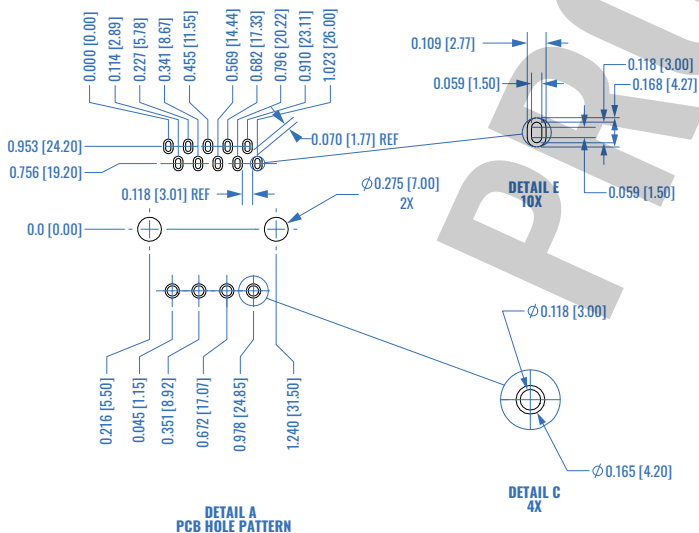 0.000 [0.00]
0.114 [2.89]
0.227 [5.78]
0.341 [8.67]
0.455 [11.55]
0.569 [14.44]
0.682 [17.33]
0.796 [20.22]
0.910 [23.11]
1.023 [26.00]
0.953 [24.20]
0.756 [19.20]
0.070 [1.77] REF
0.118 [3.01] REF
0.0 [0.00]
Ø0.275 [7.00]
2X
0.216 [5.50]
0.045 [1.15]
0.351 [8.92]
0.672 [17.07]
0.978 [24.85]
1.240 [31.50]
DETAIL A
PCB HOLE PATTERN
0.109 [2.77]
0.059 [1.50]
0.118 [3.00]
0.168 [4.27]
0.059 [1.50]
DETAIL E
10X
Ø0.118 [3.00]
Ø0.165 [4.20]
DETAIL C
4X